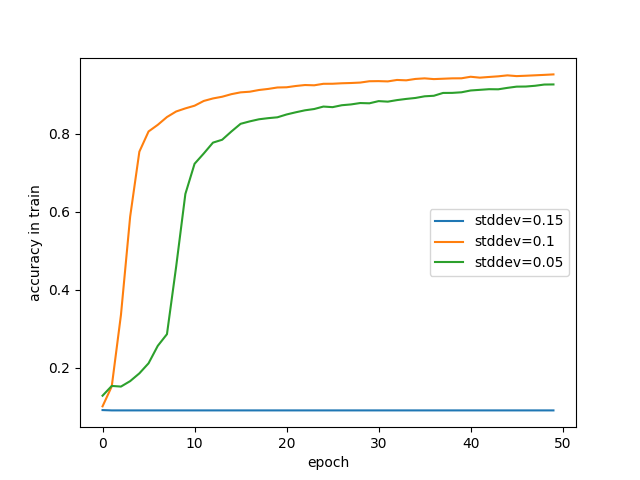 0.8
0.6
0.4
0.2
accuracy in train
stddev=0.15
stddev=0.1
stddev=0.05
0 10 20 30 40 50
epoch